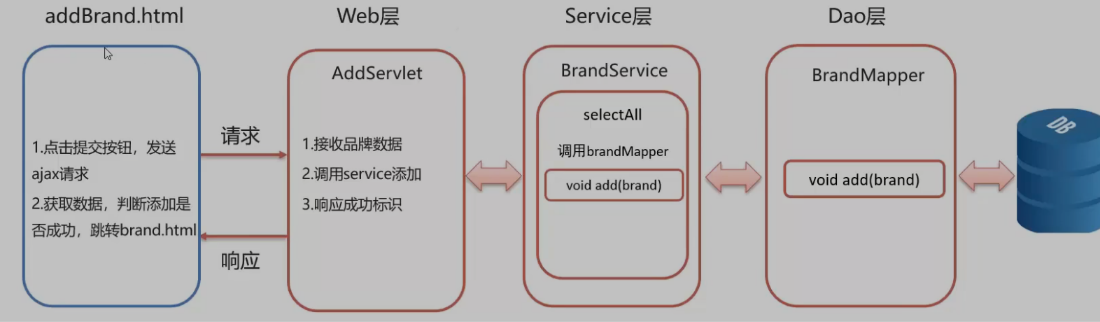 addBrand.html
Web层
Service层
Dao层
1.点击提交按钮，发送
ajax请求
2.获取数据，判断添加是
否成功，跳转brand.html
请求
响应
AddServlet
1.接收品牌数据
2.调用service添加
3.响应成功标识
BrandService
selectAll
调用brandMapper
void add(brand)
BrandMapper
void add(brand)
DB